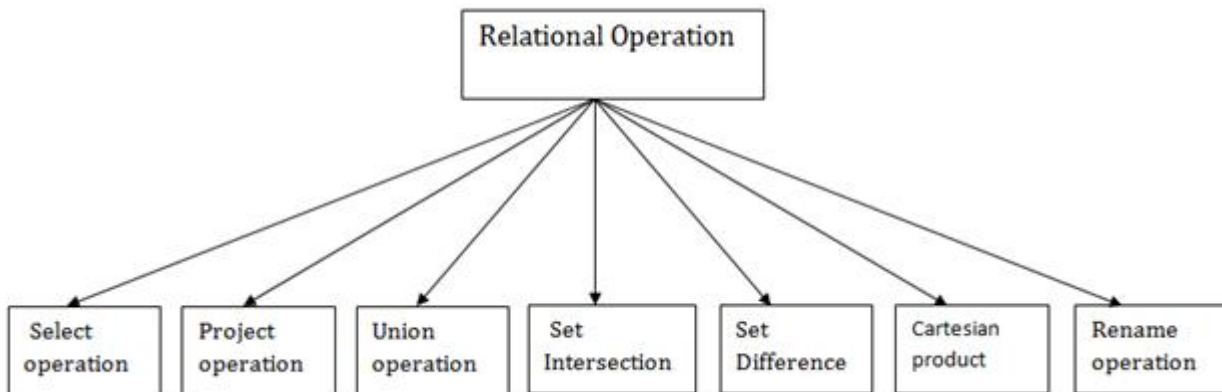 Relational Operation
Select
operation
Project
operation
Union
operation
Set
Intersection
Set
Difference
Cartesian
product
Rename
operation